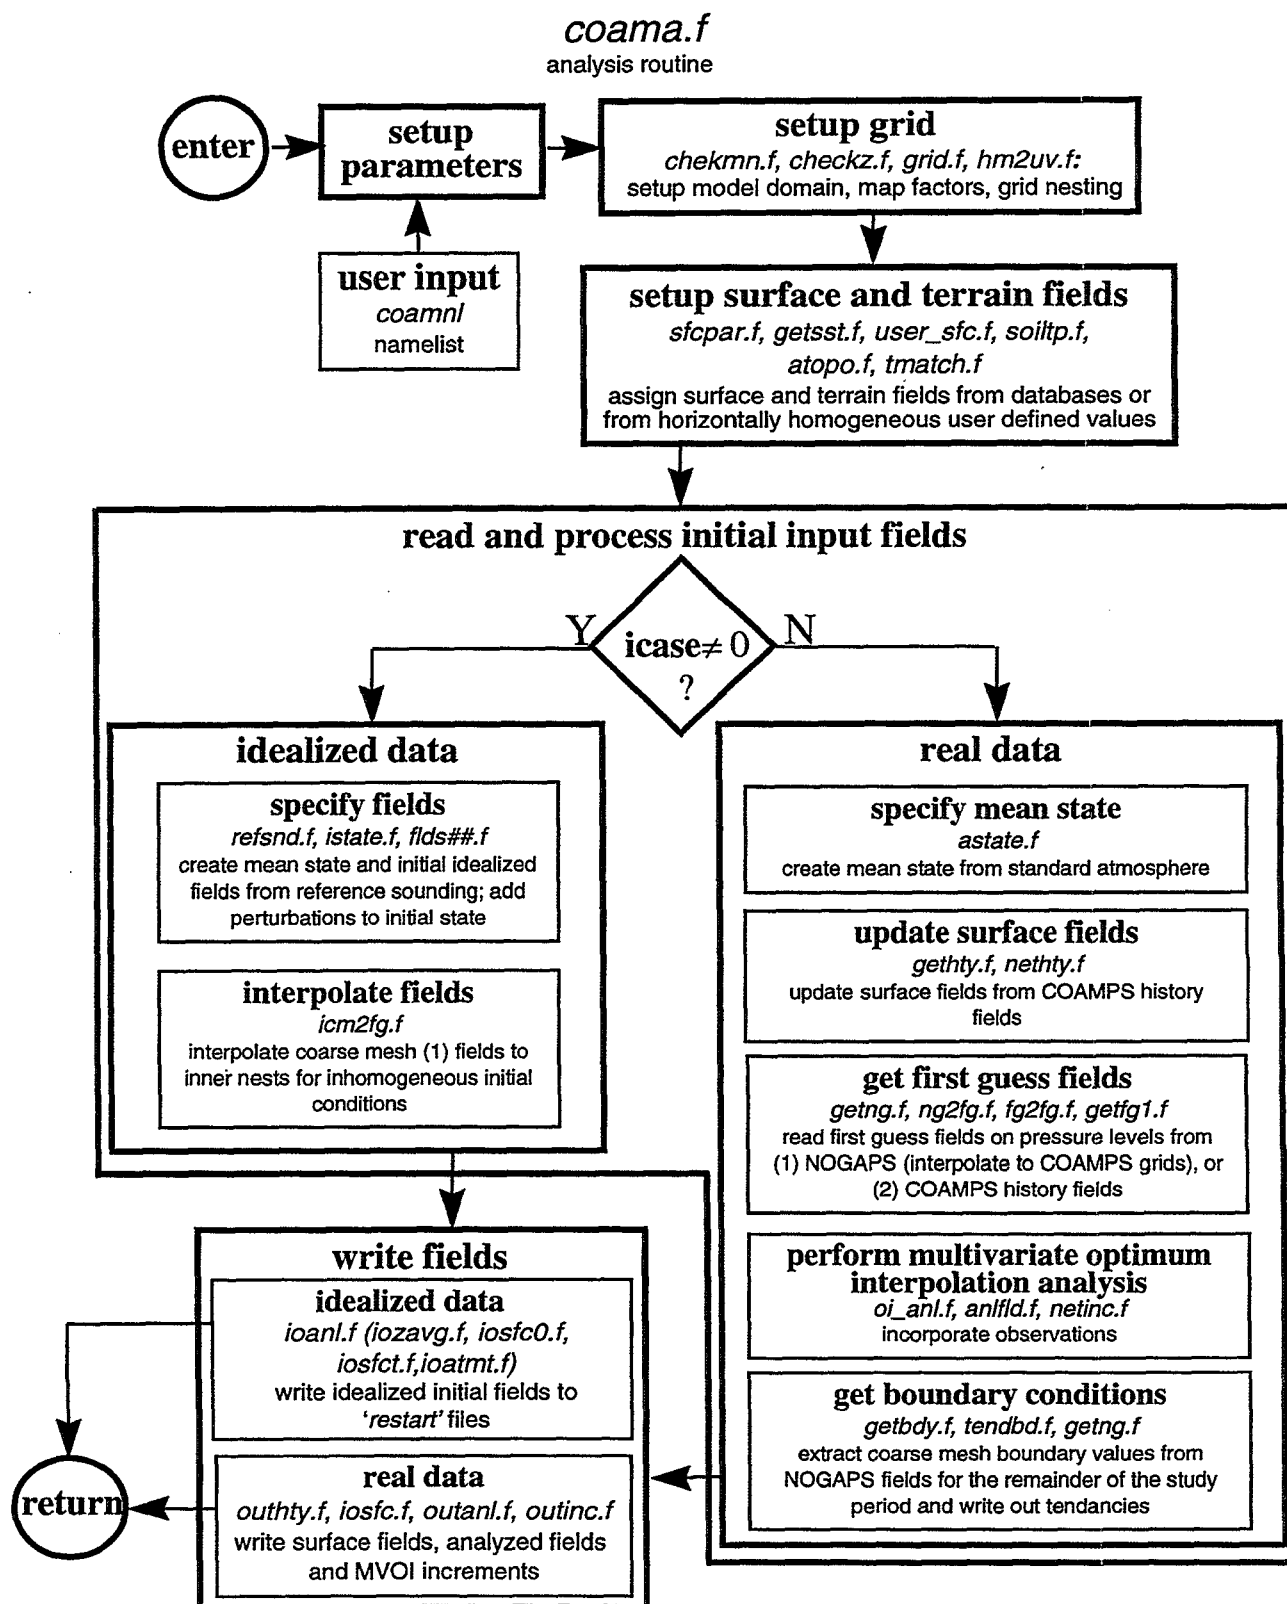 coama.f
analysis routine
enter
setup
parameters
setup grid
chekmn.f, checkz.f, grid.f, hm2uv.f:
setup model domain, map factors, grid nesting
user input
coamnl
namelist
setup surface and terrain fields
sfcpar.f, getsst.f, user_sfc.f, soiltp.f,
atopo.f, tmatch.f
assign surface and terrain fields from databases or
from horizontally homogeneous user defined values
read and process initial input fields
Y
icase≠ 0
?
N
idealized data
specify fields
refsnd.f, istate.f, flds##.f
create mean state and initial idealized
fields from reference sounding; add
perturbations to initial state
interpolate fields
icm2fg.f
interpolate coarse mesh (1) fields to
inner nests for inhomogeneous initial
conditions
real data
specify mean state
astate.f
create mean state from standard atmosphere
update surface fields
gethty.f, nethty.f
update surface fields from COAMPS history
fields
get first guess fields
getng.f, ng2fg.f, fg2fg.f, getfg1.f
read first guess fields on pressure levels from
(1) NOGAPS (interpolate to COAMPS grids), or
(2) COAMPS history fields
perform multivariate optimum
interpolation analysis
oi_anl.f, anlfld.f, netinc.f
incorporate observations
get boundary conditions
getbdy.f, tendbd.f, getng.f
extract coarse mesh boundary values from
NOGAPS fields for the remainder of the study
period and write out tendancies
write fields
idealized data
ioanl.f (iozavg.f, iosfc0.f,
iosfct.f,ioatmt.f)
write idealized initial fields to
‘restart’ files
real data
outhty.f, iosfc.f, outanl.f, outinc.f
write surface fields, analyzed fields
and MVOI increments
return